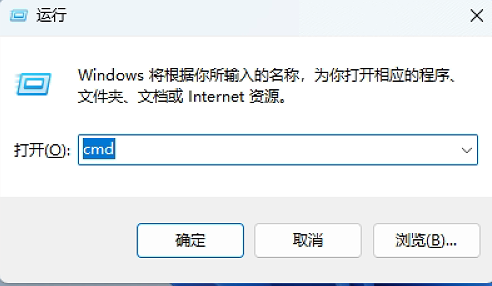 运行
Windows 将根据你所输入的名称，为你打开相应的程序、
文件夹、文档或 Internet 资源。
打开(O): cmd
确定 取消 浏览(B)...